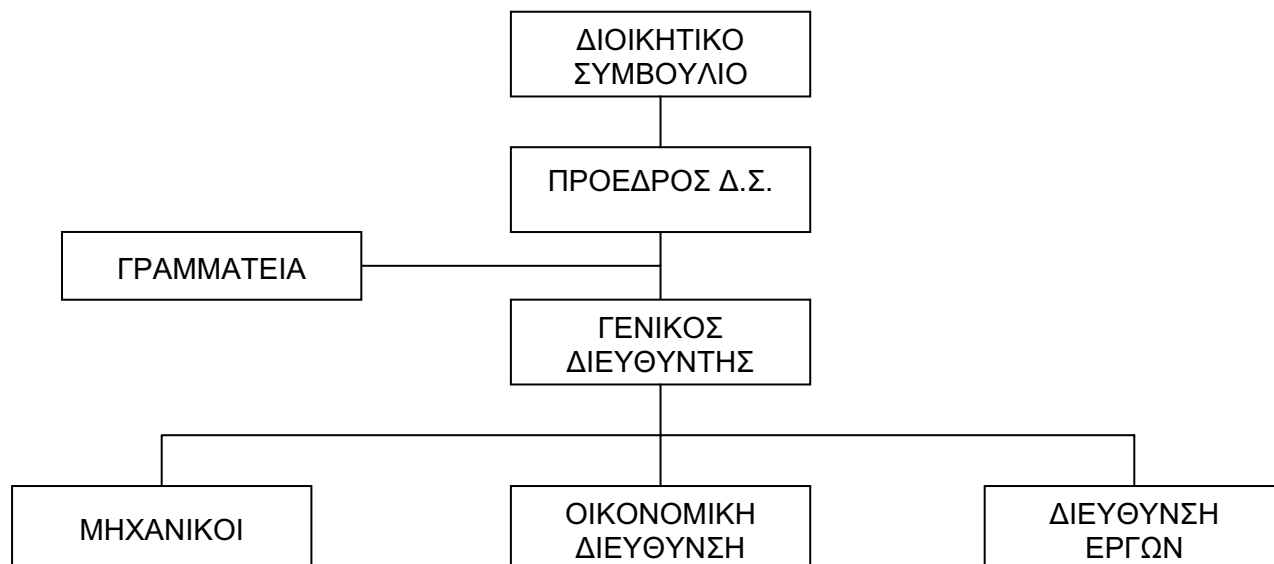 ΔΙΟΙΚΗΤΙΚΟ
ΣΥΜΒΟΥΛΙΟ
ΠΡΟΕΔΡΟΣ Δ.Σ.
ΓΡΑΜΜΑΤΕΙΑ
ΓΕΝΙΚΟΣ
ΔΙΕΥΘΥΝΤΗΣ
ΜΗΧΑΝΙΚΟΙ
ΟΙΚΟΝΟΜΙΚΗ
ΔΙΕΥΘΥΝΣΗ
ΔΙΕΥΘΥΝΣΗ
ΕΡΓΩΝ